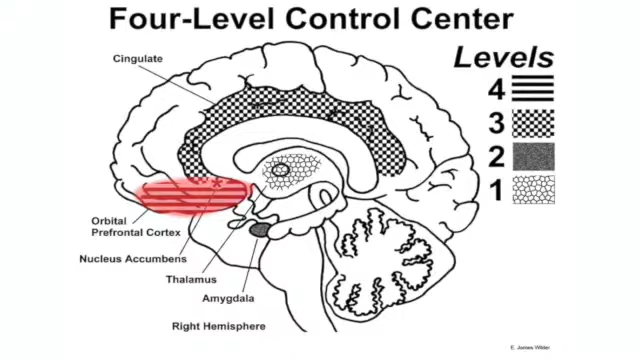 Four-Level Control Center
Cingulate
Levels
4
3
2
1
Orbital
Prefrontal Cortex
Nucleus Accumbens
Thalamus
Amygdala
Right Hemisphere
E. James Wilder